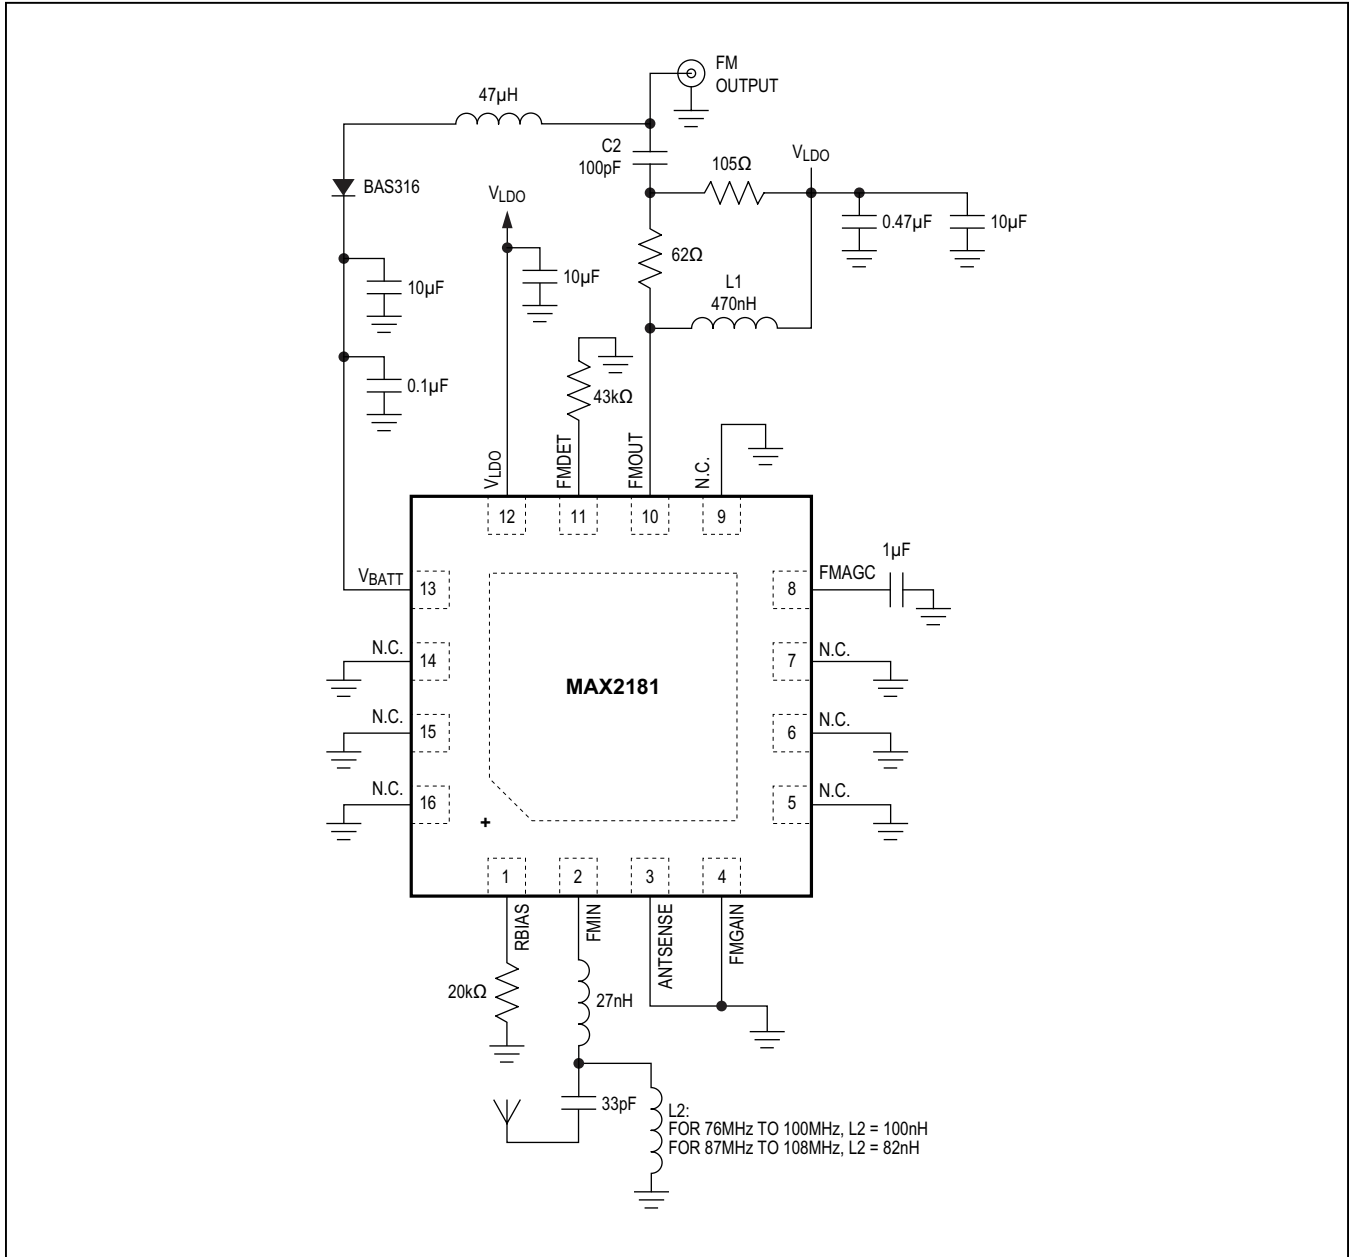 FM
OUTPUT
47µH
C2
100pF
105Ω
VLDO
BAS316
VLDO
0.47µF
10µF
62Ω
10µF
10µF
L1
470nH
0.1µF
43kΩ
VLDO
FMDET
FMOUT
N.C.
12
11
10
9
1µF
VBATT
13
8
FMAGC
N.C.
14
7
N.C.
MAX2181
N.C.
15
6
N.C.
N.C.
16
5
N.C.
+
1
2
3
4
RBIAS
FMIN
ANTSENSE
FMGAIN
20kΩ
27nH
33pF
L2:
FOR 76MHz TO 100MHz, L2 = 100nH
FOR 87MHz TO 108MHz, L2 = 82nH